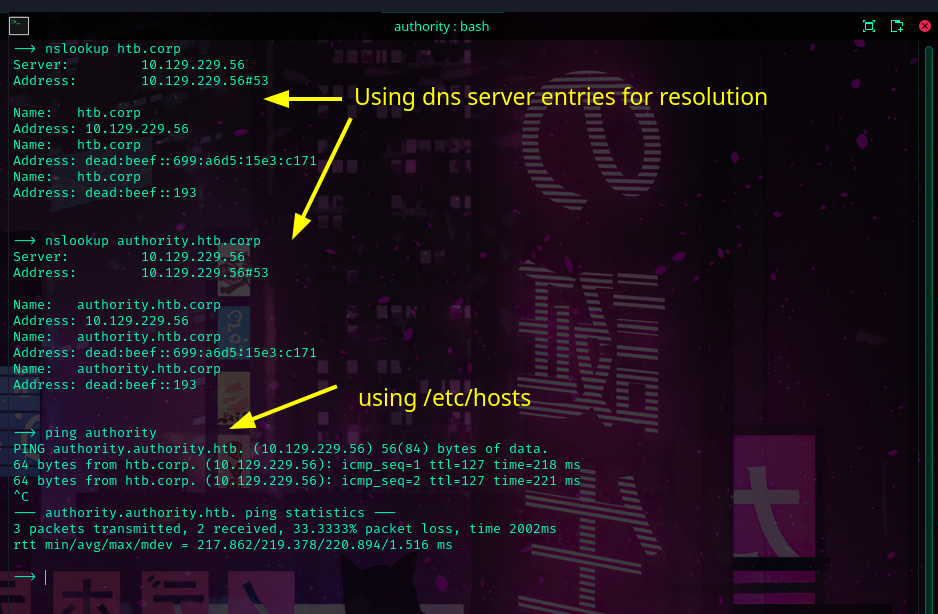 authority : bash
⟶ nslookup htb.corp
Server:         10.129.229.56
Address:        10.129.229.56#53
Using dns server entries for resolution
Name:   htb.corp
Address: 10.129.229.56
Name:   htb.corp
Address: dead:beef::699:a6d5:15e3:c171
Name:   htb.corp
Address: dead:beef::193
⟶ nslookup authority.htb.corp
Server:         10.129.229.56
Address:        10.129.229.56#53
Name:   authority.htb.corp
Address: 10.129.229.56
Name:   authority.htb.corp
Address: dead:beef::699:a6d5:15e3:c171
Name:   authority.htb.corp
Address: dead:beef::193
using /etc/hosts
⟶ ping authority
PING authority.authority.htb. (10.129.229.56) 56(84) bytes of data.
64 bytes from htb.corp. (10.129.229.56): icmp_seq=1 ttl=127 time=218 ms
64 bytes from htb.corp. (10.129.229.56): icmp_seq=2 ttl=127 time=221 ms
^C
--- authority.authority.htb. ping statistics ---
3 packets transmitted, 2 received, 33.3333% packet loss, time 2002ms
rtt min/avg/max/mdev = 217.862/219.378/220.894/1.516 ms
⟶